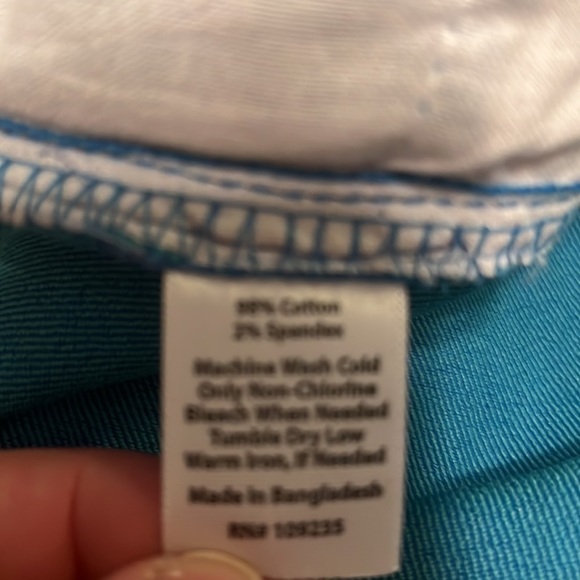 98% Cotton
2% Spandex
Machine Wash Cold
Only Non-Chlorine
Bleach When Needed
Tumble Dry Low
Warm Iron, if Needed
Made in Bangladesh
RN# 109235